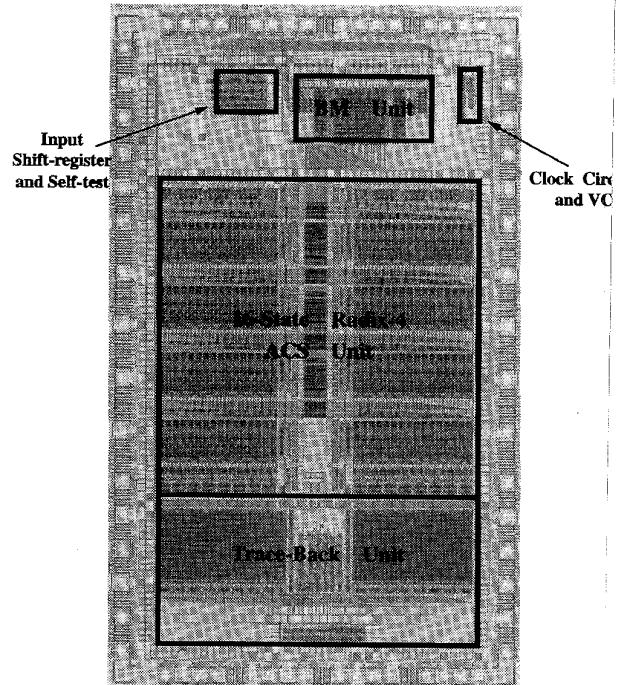 BM Unit
Input
Shift-register
and Self-test
Clock Circ
and VC
16-State Radix-4
ACS Unit
Trace-Back Unit